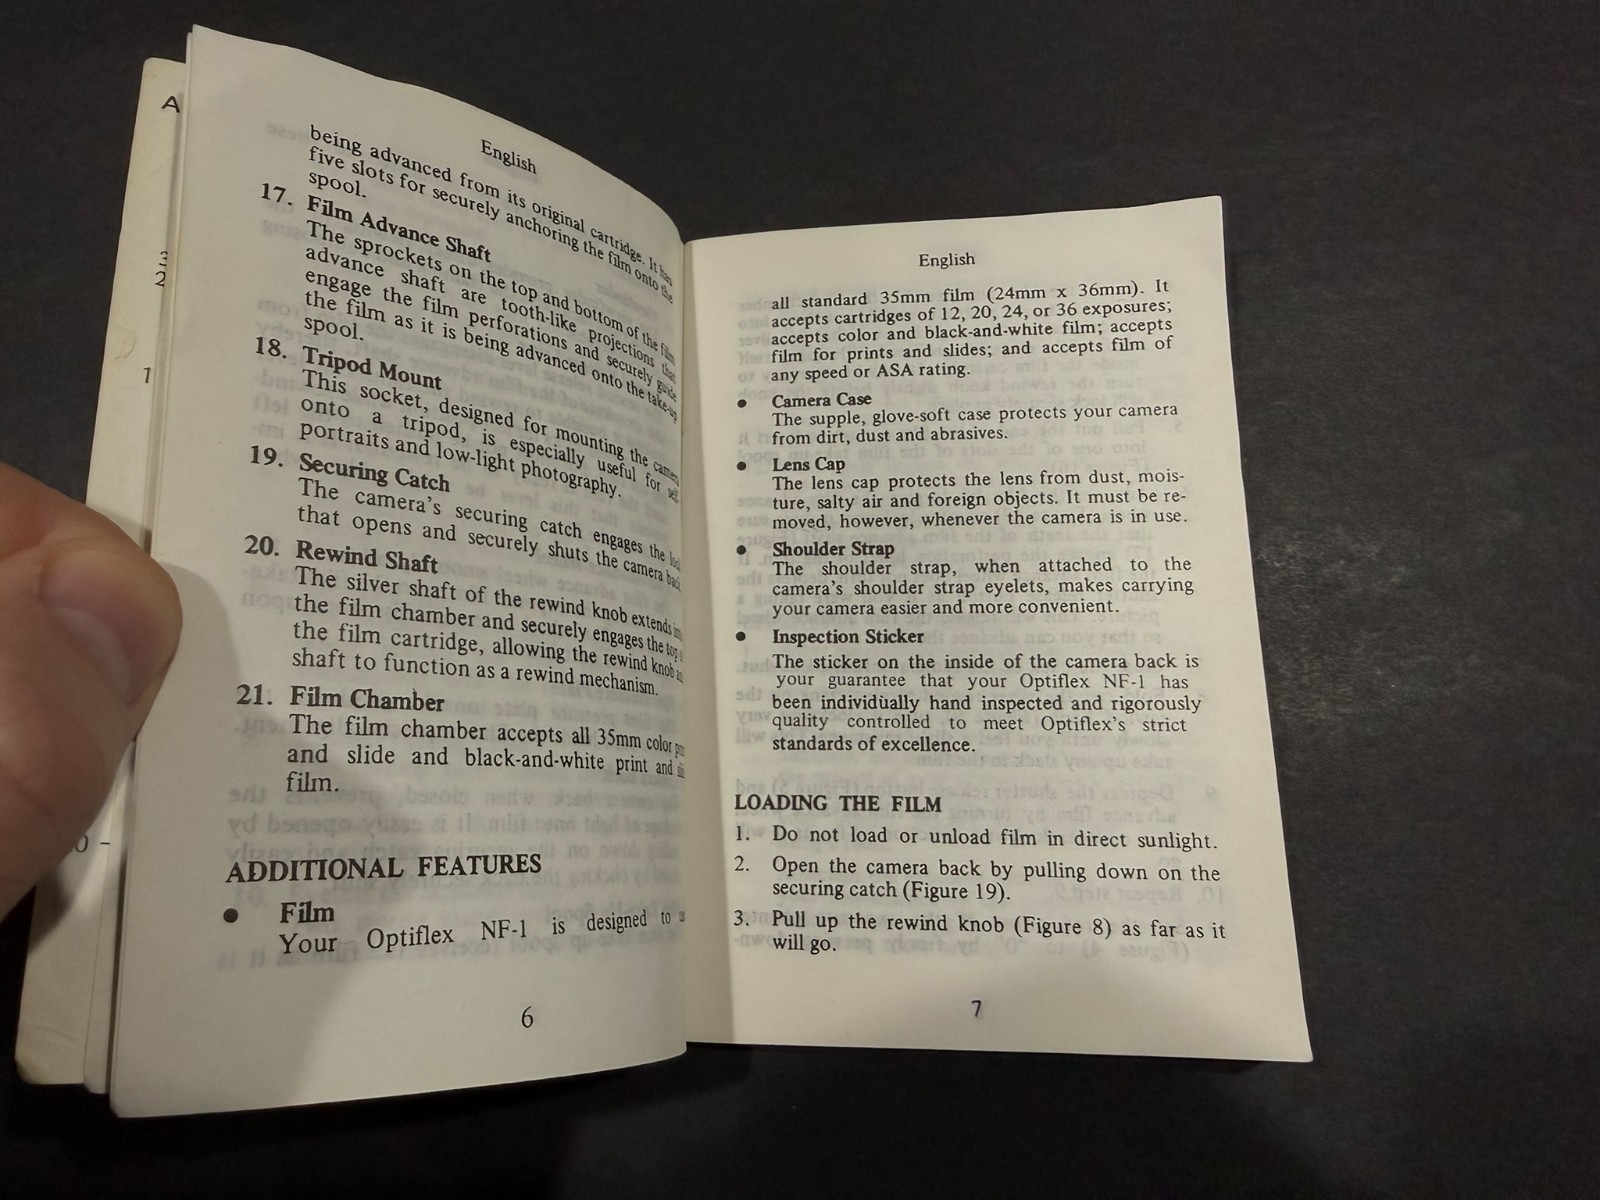 A
3
2
1
0 -
English
being advanced from its original cartridge. It has
five slots for securely anchoring the film onto the
spool.
17. Film Advance Shaft
The sprockets on the top and bottom of the film
advance shaft are tooth-like projections that
engage the film perforations and securely guide
the film as it is being advanced onto the take-up
spool.
18. Tripod Mount
This socket, designed for mounting the camera
onto a tripod, is especially useful for self
portraits and low-light photography.
19. Securing Catch
The camera's securing catch engages the lock
that opens and securely shuts the camera back.
20. Rewind Shaft
The silver shaft of the rewind knob extends
the film chamber and securely engages the top
the film cartridge, allowing the rewind knob
shaft to function as a rewind mechanism.
21. Film Chamber
The film chamber accepts all 35mm color
and slide and black-and-white print and
film.
ADDITIONAL FEATURES
● Film
Your Optiflex NF-1 is designed to
6
English
all standard 35mm film (24mm x 36mm). It
accepts cartridges of 12, 20, 24, or 36 exposures;
accepts color and black-and-white film; accepts
film for prints and slides; and accepts film of
any speed or ASA rating.
● Camera Case
The supple, glove-soft case protects your camera
from dirt, dust and abrasives.
● Lens Cap
The lens cap protects the lens from dust, mois-
ture, salty air and foreign objects. It must be re-
moved, however, whenever the camera is in use.
● Shoulder Strap
The shoulder strap, when attached to the
camera's shoulder strap eyelets, makes carrying
your camera easier and more convenient.
● Inspection Sticker
The sticker on the inside of the camera back is
your guarantee that your Optiflex NF-1 has
been individually hand inspected and rigorously
quality controlled to meet Optiflex's strict
standards of excellence.
LOADING THE FILM
1. Do not load or unload film in direct sunlight.
2. Open the camera back by pulling down on the
securing catch (Figure 19).
3. Pull up the rewind knob (Figure 8) as far as it
will go.
7